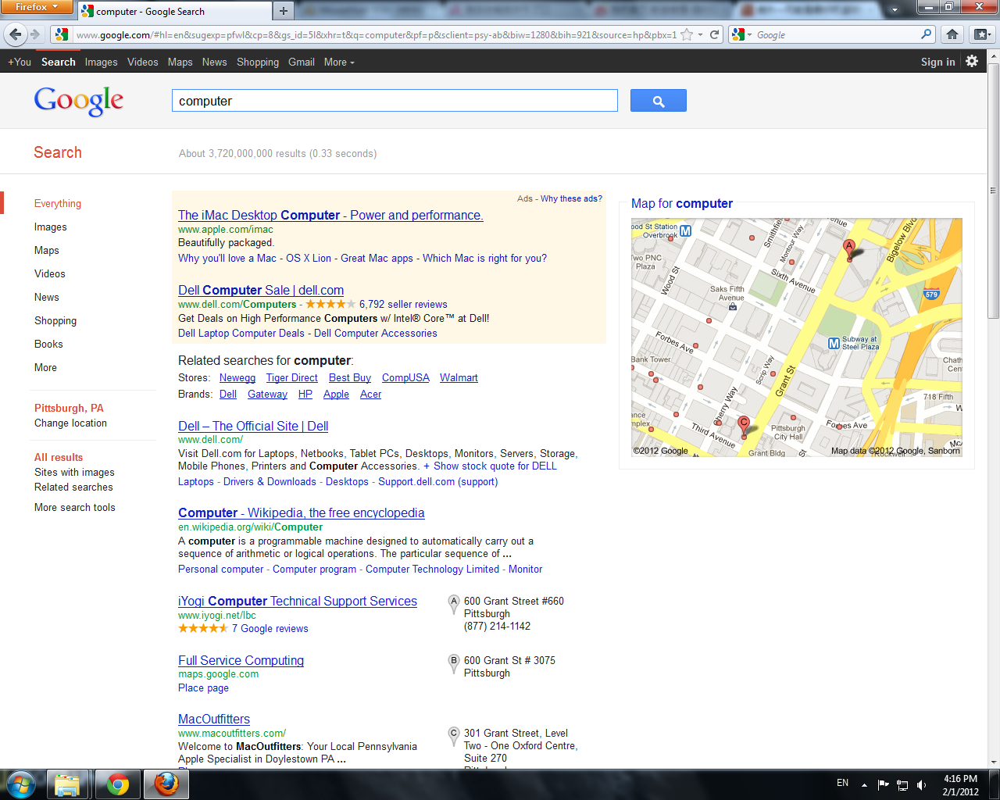 Firefox
computer - Google Search
www.google.com/#hl=en&sugexp=pfwl&cp=8&gs_id=5l&xhr=t&q=computer&pf=p&sclient=psy-ab&biw=1280&bih=921&source=hp&pbx=1
Google
+You Search Images Videos Maps News Shopping Gmail More
Sign in
Google
computer
Search
About 3,720,000,000 results (0.33 seconds)
Everything
Images
Maps
Videos
News
Shopping
Books
More
Pittsburgh, PA
Change location
All results
Sites with images
Related searches
More search tools
Ads - Why these ads?
The iMac Desktop Computer - Power and performance.
www.apple.com/imac
Beautifully packaged.
Why you'll love a Mac - OS X Lion - Great Mac apps - Which Mac is right for you?
Dell Computer Sale | dell.com
www.dell.com/Computers - 6,792 seller reviews
Get Deals on High Performance Computers w/ Intel® Core™ at Dell!
Dell Laptop Computer Deals - Dell Computer Accessories
Related searches for computer:
Stores: Newegg Tiger Direct Best Buy CompUSA Walmart
Brands: Dell Gateway HP Apple Acer
Dell – The Official Site | Dell
www.dell.com/
Visit Dell.com for Laptops, Netbooks, Tablet PCs, Desktops, Monitors, Servers, Storage,
Mobile Phones, Printers and Computer Accessories. + Show stock quote for DELL
Laptops - Drivers & Downloads - Desktops - Support.dell.com (support)
Computer - Wikipedia, the free encyclopedia
en.wikipedia.org/wiki/Computer
A computer is a programmable machine designed to automatically carry out a
sequence of arithmetic or logical operations. The particular sequence of ...
Personal computer - Computer program - Computer Technology Limited - Monitor
iYogi Computer Technical Support Services
www.iyogi.net/lbc
7 Google reviews
A 600 Grant Street #660
Pittsburgh
(877) 214-1142
Full Service Computing
maps.google.com
Place page
B 600 Grant St # 3075
Pittsburgh
MacOutfitters
www.macoutfitters.com/
Welcome to MacOutfitters: Your Local Pennsylvania
Apple Specialist in Doylestown PA ...
C 301 Grant Street, Level
Two - One Oxford Centre,
Suite 270
Map for computer
ood St Station
Overbrook
M
Smithfield
Montour Way
Bigelow Blvd
A
Two PNC
Plaza
Wood St
Sixth Avenue
Saks Fifth
Avenue
579
Forbes Ave
M
Subway at
Steel Plaza
Bank Tower
Scrip Way
Grant St
Chath
Cent
Cherry Way
718 Fifth
ance
mplex
C
Third Avenue
Pittsburgh
City Hall
Forbes Ave
Grant Bldg
Rockwell
©2012 Google
Map data ©2012 Google, Sanborn
EN
4:16 PM
2/1/2012